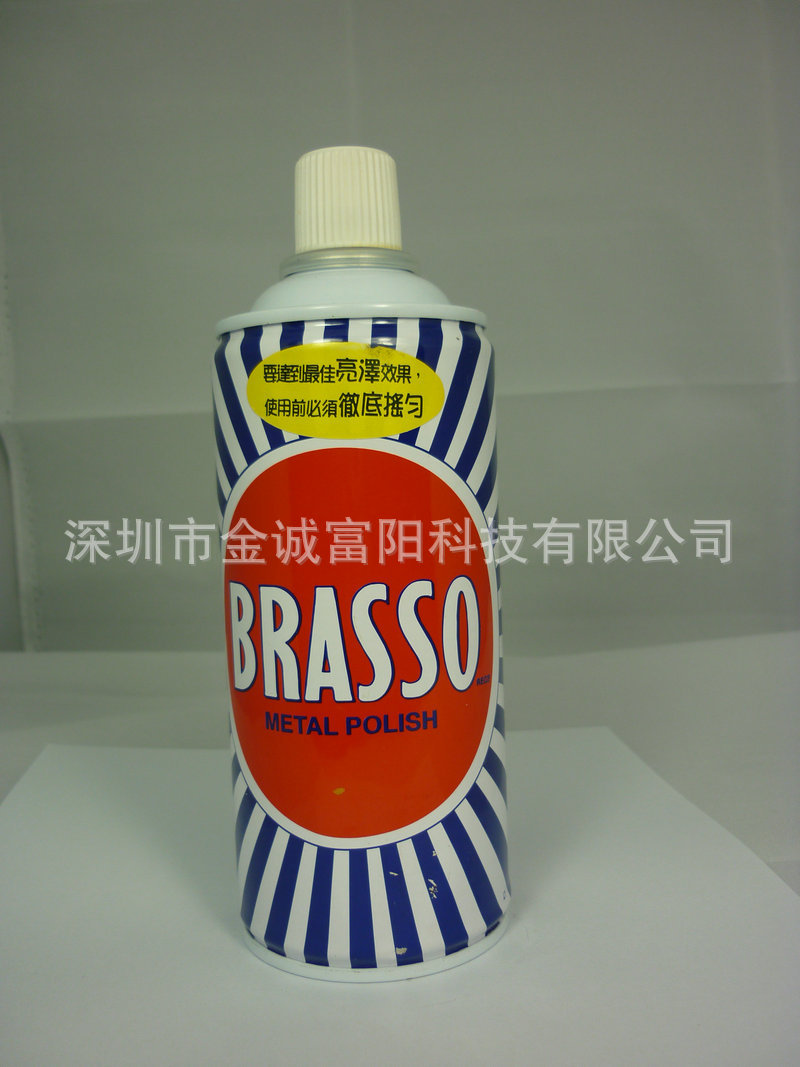 要達到最佳亮澤效果，
使用前必須徹底搖勻
深圳市金诚富阳科技有限公司
BRASSO
REGD
METAL POLISH